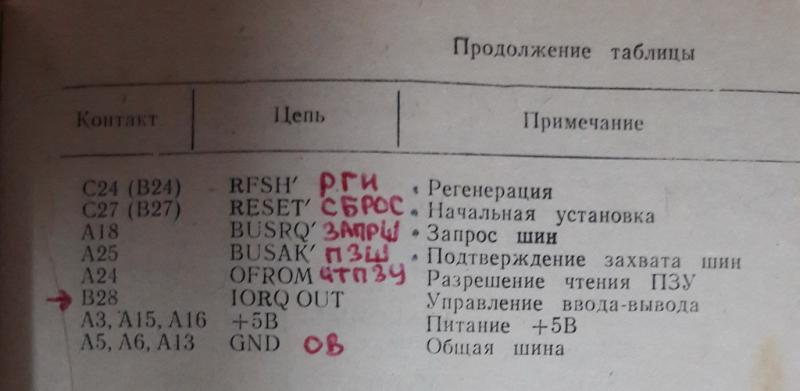 Продолжение таблицы
Контакт Цепь Примечание
C24 (B24) RFSH′ РГИ • Регенерация
C27 (B27) RESET′ СБРОС • Начальная установка
A18 BUSRQ′ ЗАПРШ • Запрос шин
A25 BUSAK′ ПЗШ • Подтверждение захвата шин
A24 OFROM ЧТПЗУ Разрешение чтения ПЗУ
→ B28 IORQ OUT Управление ввода-вывода
A3, A15, A16 +5В Питание +5В
A5, A6, A13 GND ОВ Общая шина